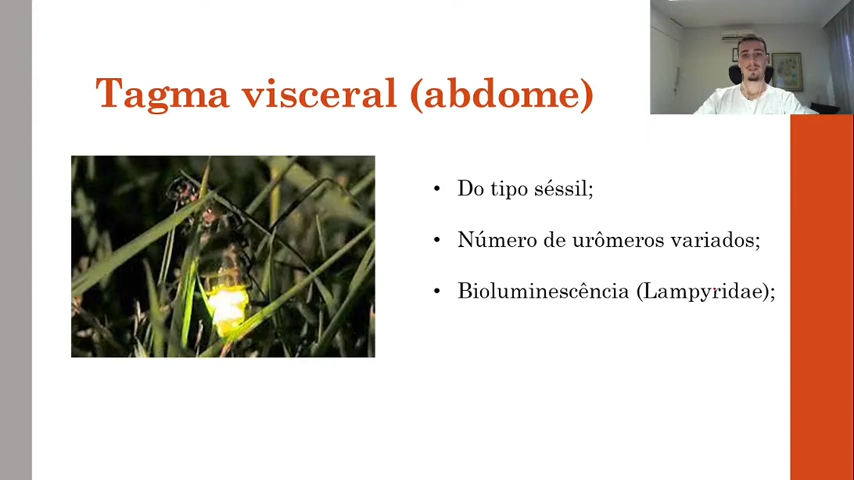 Tagma visceral (abdome)
• Do tipo séssil;
• Número de urômeros variados;
• Bioluminescência (Lampyridae);